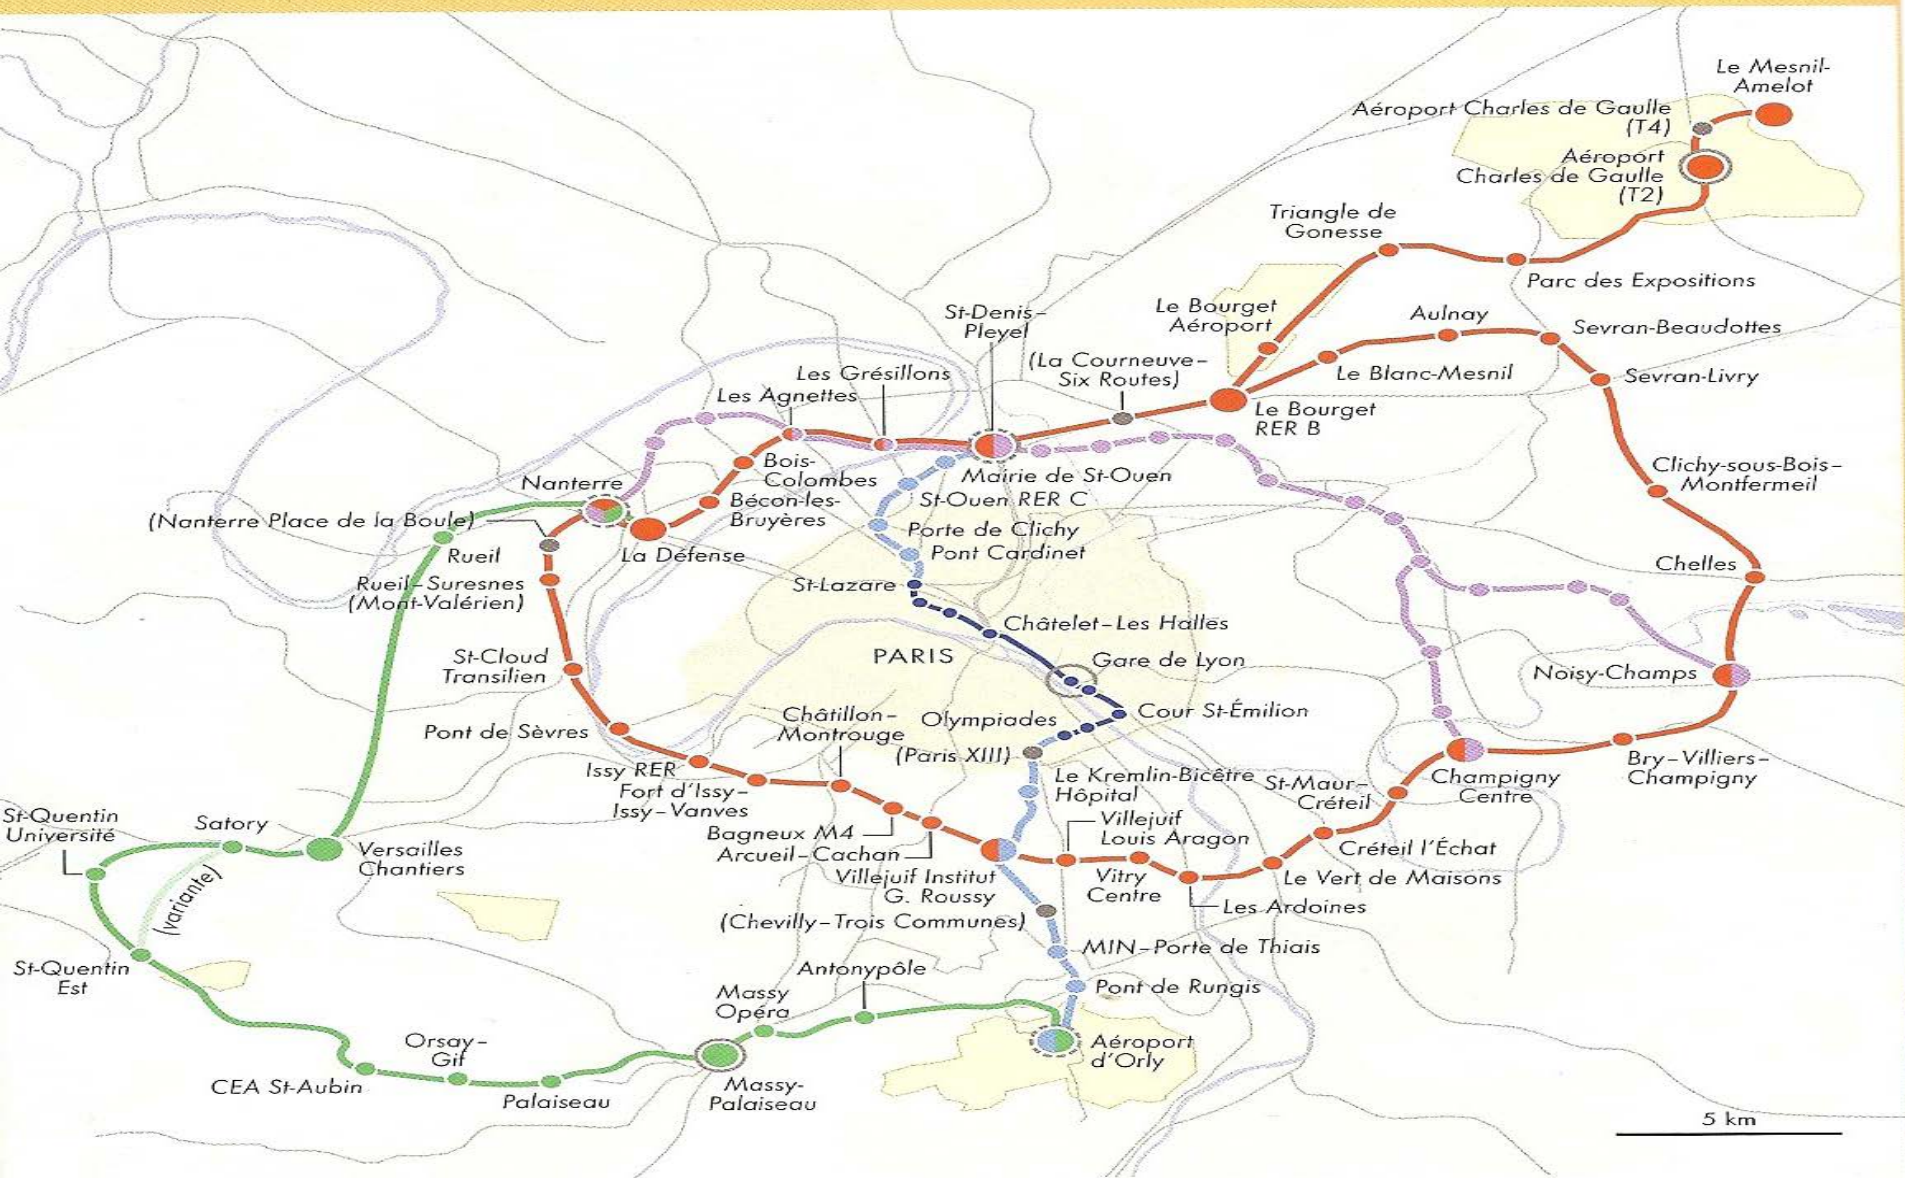 Le Mesnil-
Amelot
Aéroport Charles de Gaulle
(T4)
Aéroport
Charles de Gaulle
(T2)
Triangle de
Gonesse
Parc des Expositions
St-Denis-
Pleyel
Le Bourget
Aéroport
Aulnay
Sevran-Beaudottes
(La Courneuve-
Six Routes)
Les Grésillons
Les Agnettes
Le Blanc-Mesnil
Sevran-Livry
Le Bourget
RER B
Bois-
Colombes
Mairie de St-Ouen
Clichy-sous-Bois-
Montfermeil
Nanterre
Bécon-les-
Bruyères
St-Ouen RER C
(Nanterre Place de la Boule)
Porte de Clichy
Rueil
La Défense
Pont Cardinet
Chelles
Rueil-Suresnes
(Mont-Valérien)
St-Lazare
Châtelet-Les Halles
PARIS
Gare de Lyon
St-Cloud
Transilien
Noisy-Champs
Châtillon-
Montrouge
Olympiades
Cour St-Émilion
Pont de Sèvres
(Paris XIII)
Issy RER
Fort d'Issy-
Issy-Vanves
Le Kremlin-Bicêtre
Hôpital
St-Maur-
Créteil
Champigny
Centre
Bry-Villiers-
Champigny
St-Quentin
Université
Satory
Versailles
Chantiers
Bagneux M4
Arcueil-Cachan
Villejuif
Louis Aragon
Créteil l'Échat
Villejuif Institut
G. Roussy
Vitry
Centre
Le Vert de Maisons
(variante)
Les Ardoines
(Chevilly-Trois Communes)
MIN-Porte de Thiais
St-Quentin
Est
Antonypôle
Massy
Opéra
Pont de Rungis
Orsay-
Gif
Aéroport
d'Orly
CEA St-Aubin
Palaiseau
Massy-
Palaiseau
5 km